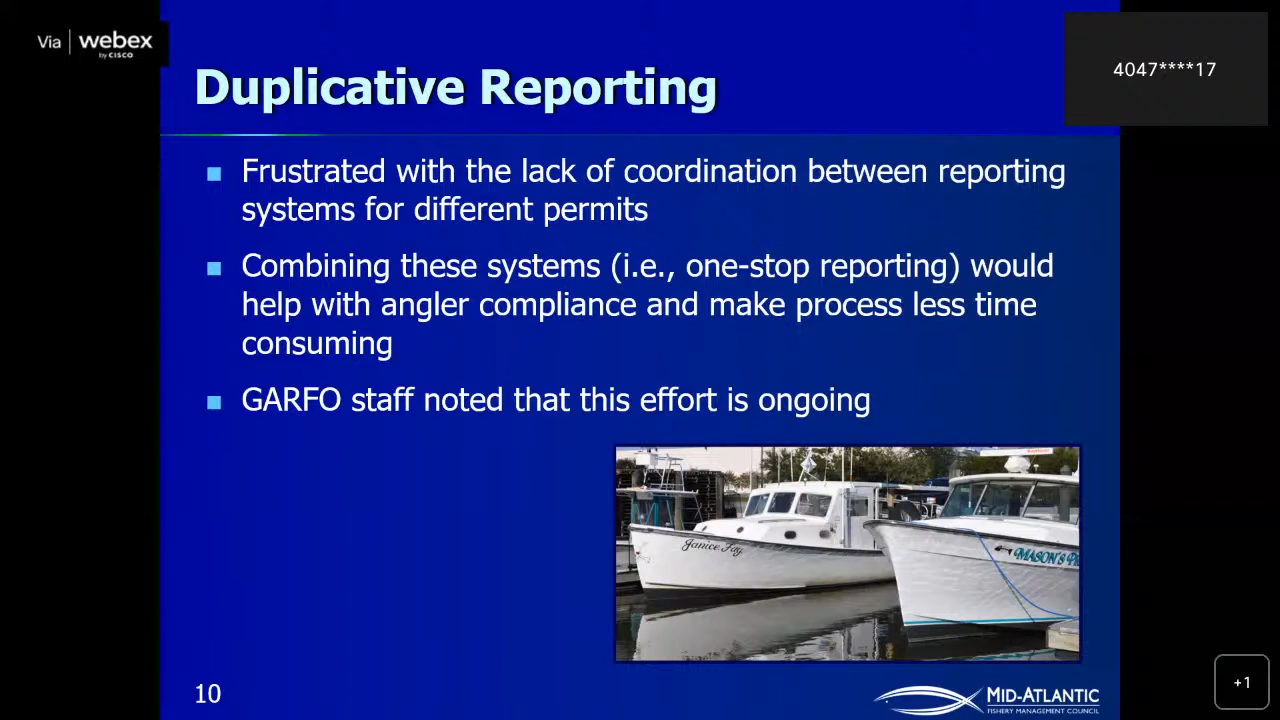 Via webex
by CISCO
4047****17
Duplicative Reporting
Frustrated with the lack of coordination between reporting
systems for different permits
Combining these systems (i.e., one-stop reporting) would
help with angler compliance and make process less time
consuming
GARFO staff noted that this effort is ongoing
Janice Fay
MASON'S
10
MID-ATLANTIC
FISHERY MANAGEMENT COUNCIL
+1